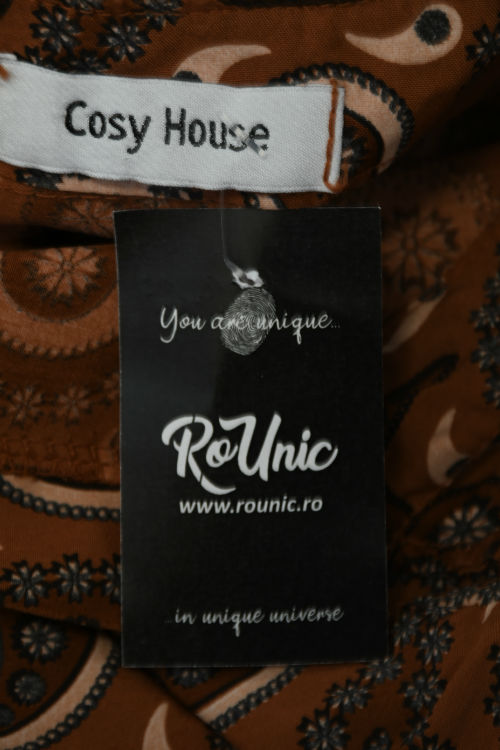 Cosy House
You are unique...
RoUnic
www.rounic.ro
...in unique universe